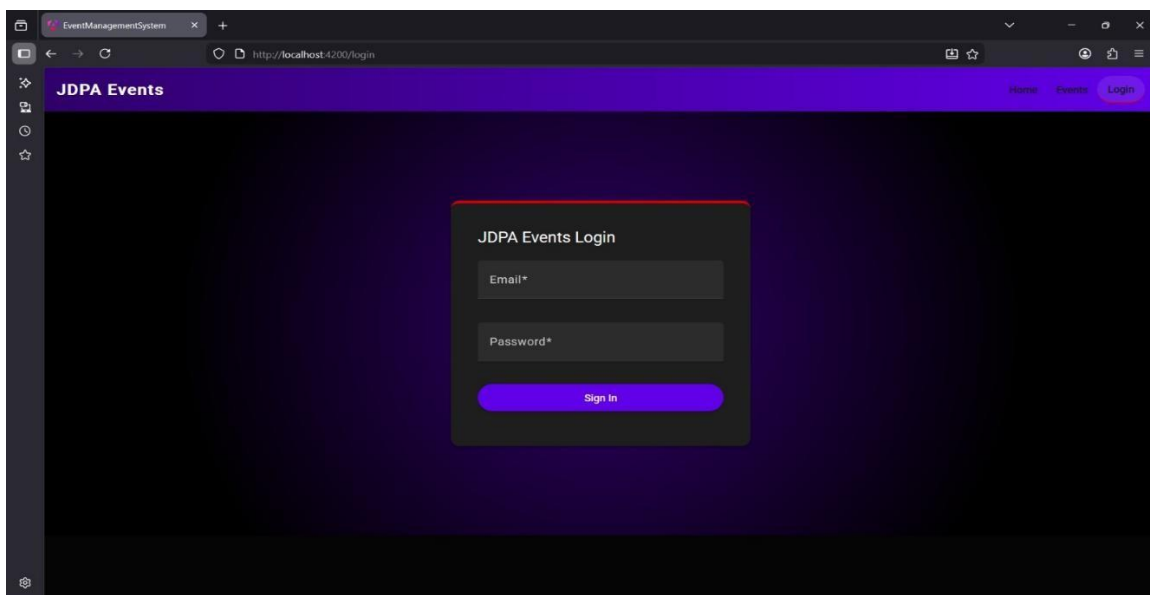 EventManagementSystem
http://localhost:4200/login
JDPA Events
Home Events Login
JDPA Events Login
Email*
Password*
Sign In